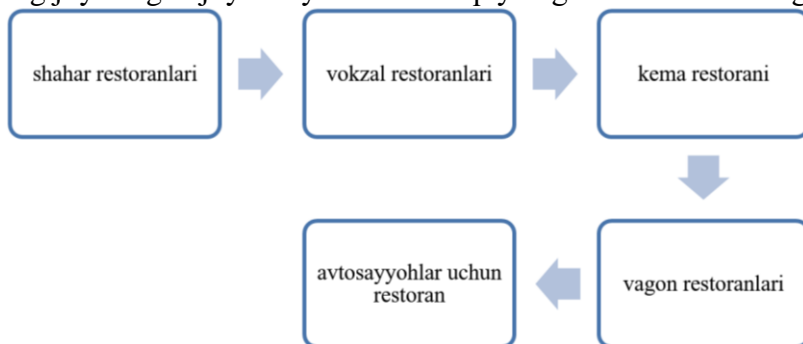 shahar restoranlari
vokzal restoranlari
kema restorani
vagon restoranlari
avtosayyohlar uchun
restoran